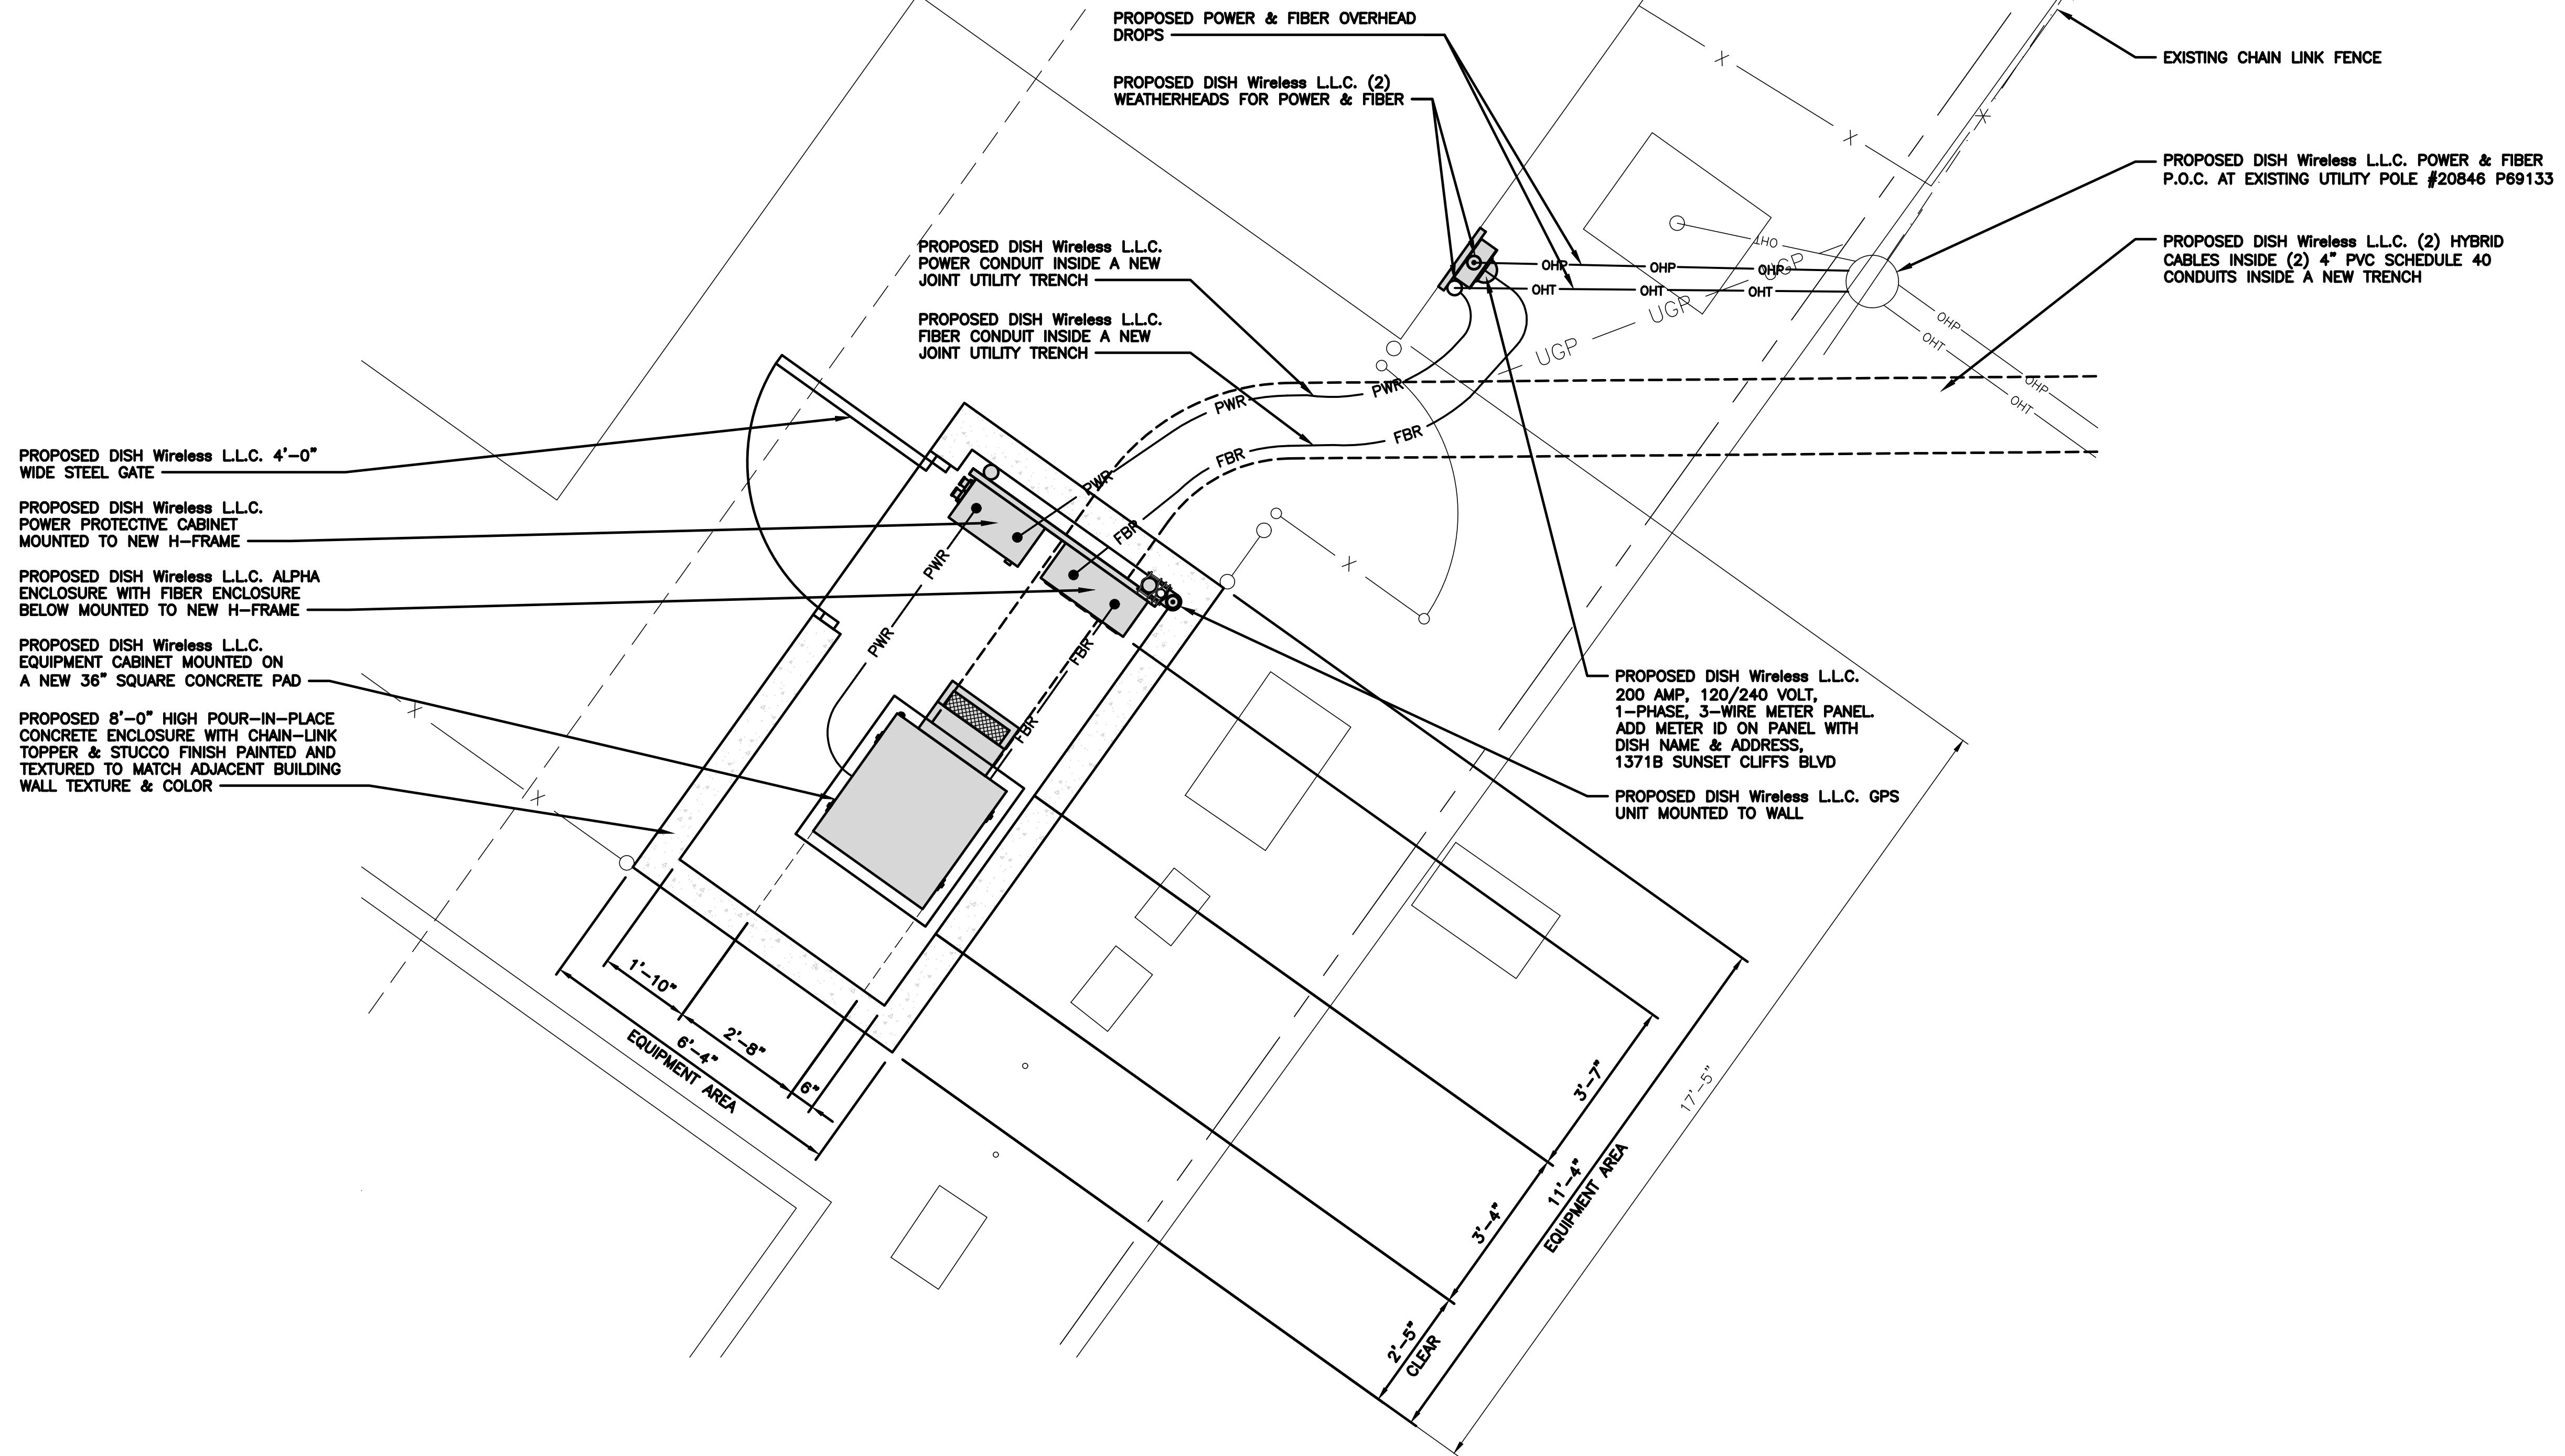 PROPOSED POWER & FIBER OVERHEAD
DROPS
PROPOSED DISH Wireless L.L.C. (2)
WEATHERHEADS FOR POWER & FIBER
EXISTING CHAIN LINK FENCE
PROPOSED DISH Wireless L.L.C. POWER & FIBER
P.O.C. AT EXISTING UTILITY POLE #20846 P69133
PROPOSED DISH Wireless L.L.C. (2) HYBRID
CABLES INSIDE (2) 4" PVC SCHEDULE 40
CONDUITS INSIDE A NEW TRENCH
PROPOSED DISH Wireless L.L.C.
POWER CONDUIT INSIDE A NEW
JOINT UTILITY TRENCH
PROPOSED DISH Wireless L.L.C.
FIBER CONDUIT INSIDE A NEW
JOINT UTILITY TRENCH
PROPOSED DISH Wireless L.L.C. 4'-0"
WIDE STEEL GATE
PROPOSED DISH Wireless L.L.C.
POWER PROTECTIVE CABINET
MOUNTED TO NEW H-FRAME
PROPOSED DISH Wireless L.L.C. ALPHA
ENCLOSURE WITH FIBER ENCLOSURE
BELOW MOUNTED TO NEW H-FRAME
PROPOSED DISH Wireless L.L.C.
EQUIPMENT CABINET MOUNTED ON
A NEW 36" SQUARE CONCRETE PAD
PROPOSED 8'-0" HIGH POUR-IN-PLACE
CONCRETE ENCLOSURE WITH CHAIN-LINK
TOPPER & STUCCO FINISH PAINTED AND
TEXTURED TO MATCH ADJACENT BUILDING
WALL TEXTURE & COLOR
X
X
X
OHT
OHP
OHP
OHP
OHT
OHT
OHT
UGP
UGP
UGP
OHP
OHT
OHP
OHT
PWR
PWR
PWR
PWR
PWR
FBR
FBR
FBR
FBR
FBR
X
X
X
PROPOSED DISH Wireless L.L.C.
200 AMP, 120/240 VOLT,
1-PHASE, 3-WIRE METER PANEL.
ADD METER ID ON PANEL WITH
DISH NAME & ADDRESS,
1371B SUNSET CLIFFS BLVD
PROPOSED DISH Wireless L.L.C. GPS
UNIT MOUNTED TO WALL
1'-10"
2'-8"
6"
6'-4"
EQUIPMENT AREA
3'-7"
3'-4"
2'-5"
CLEAR
11'-4"
EQUIPMENT AREA
17'-5"